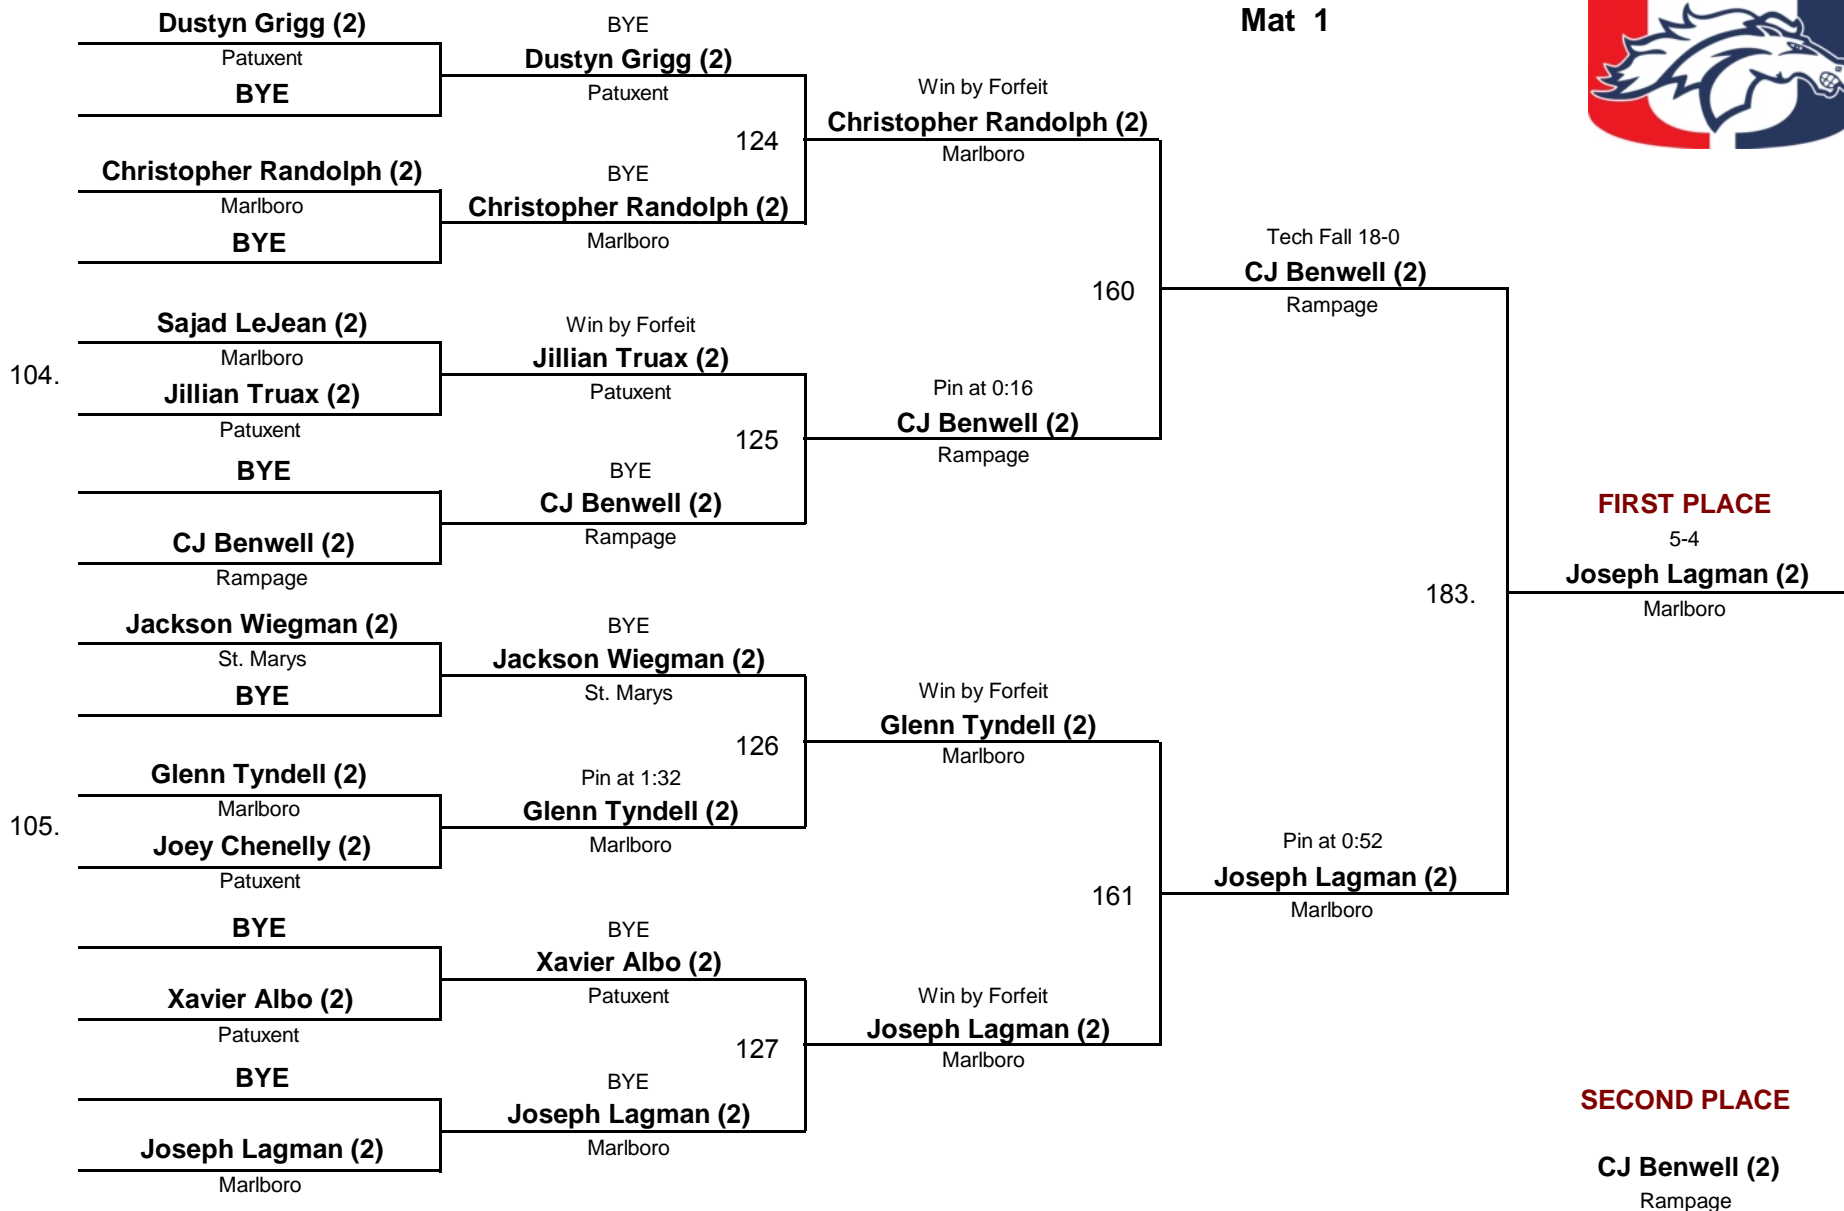 Mat 1
Dustyn Grigg (2)
Patuxent
BYE
Christopher Randolph (2)
Marlboro
BYE
104.
Sajad LeJean (2)
Marlboro
Jillian Truax (2)
Patuxent
BYE
CJ Benwell (2)
Rampage
Jackson Wiegman (2)
St. Marys
BYE
105.
Glenn Tyndell (2)
Marlboro
Joey Chenelly (2)
Patuxent
BYE
Xavier Albo (2)
Patuxent
BYE
Joseph Lagman (2)
Marlboro
BYE
Dustyn Grigg (2)
Patuxent
124
BYE
Christopher Randolph (2)
Marlboro
Win by Forfeit
Jillian Truax (2)
Patuxent
125
BYE
CJ Benwell (2)
Rampage
BYE
Jackson Wiegman (2)
St. Marys
126
Pin at 1:32
Glenn Tyndell (2)
Marlboro
BYE
Xavier Albo (2)
Patuxent
127
BYE
Joseph Lagman (2)
Marlboro
Win by Forfeit
Christopher Randolph (2)
Marlboro
160
Pin at 0:16
CJ Benwell (2)
Rampage
Win by Forfeit
Glenn Tyndell (2)
Marlboro
161
Win by Forfeit
Joseph Lagman (2)
Marlboro
Tech Fall 18-0
CJ Benwell (2)
Rampage
183.
Pin at 0:52
Joseph Lagman (2)
Marlboro
FIRST PLACE
5-4
Joseph Lagman (2)
Marlboro
SECOND PLACE
CJ Benwell (2)
Rampage